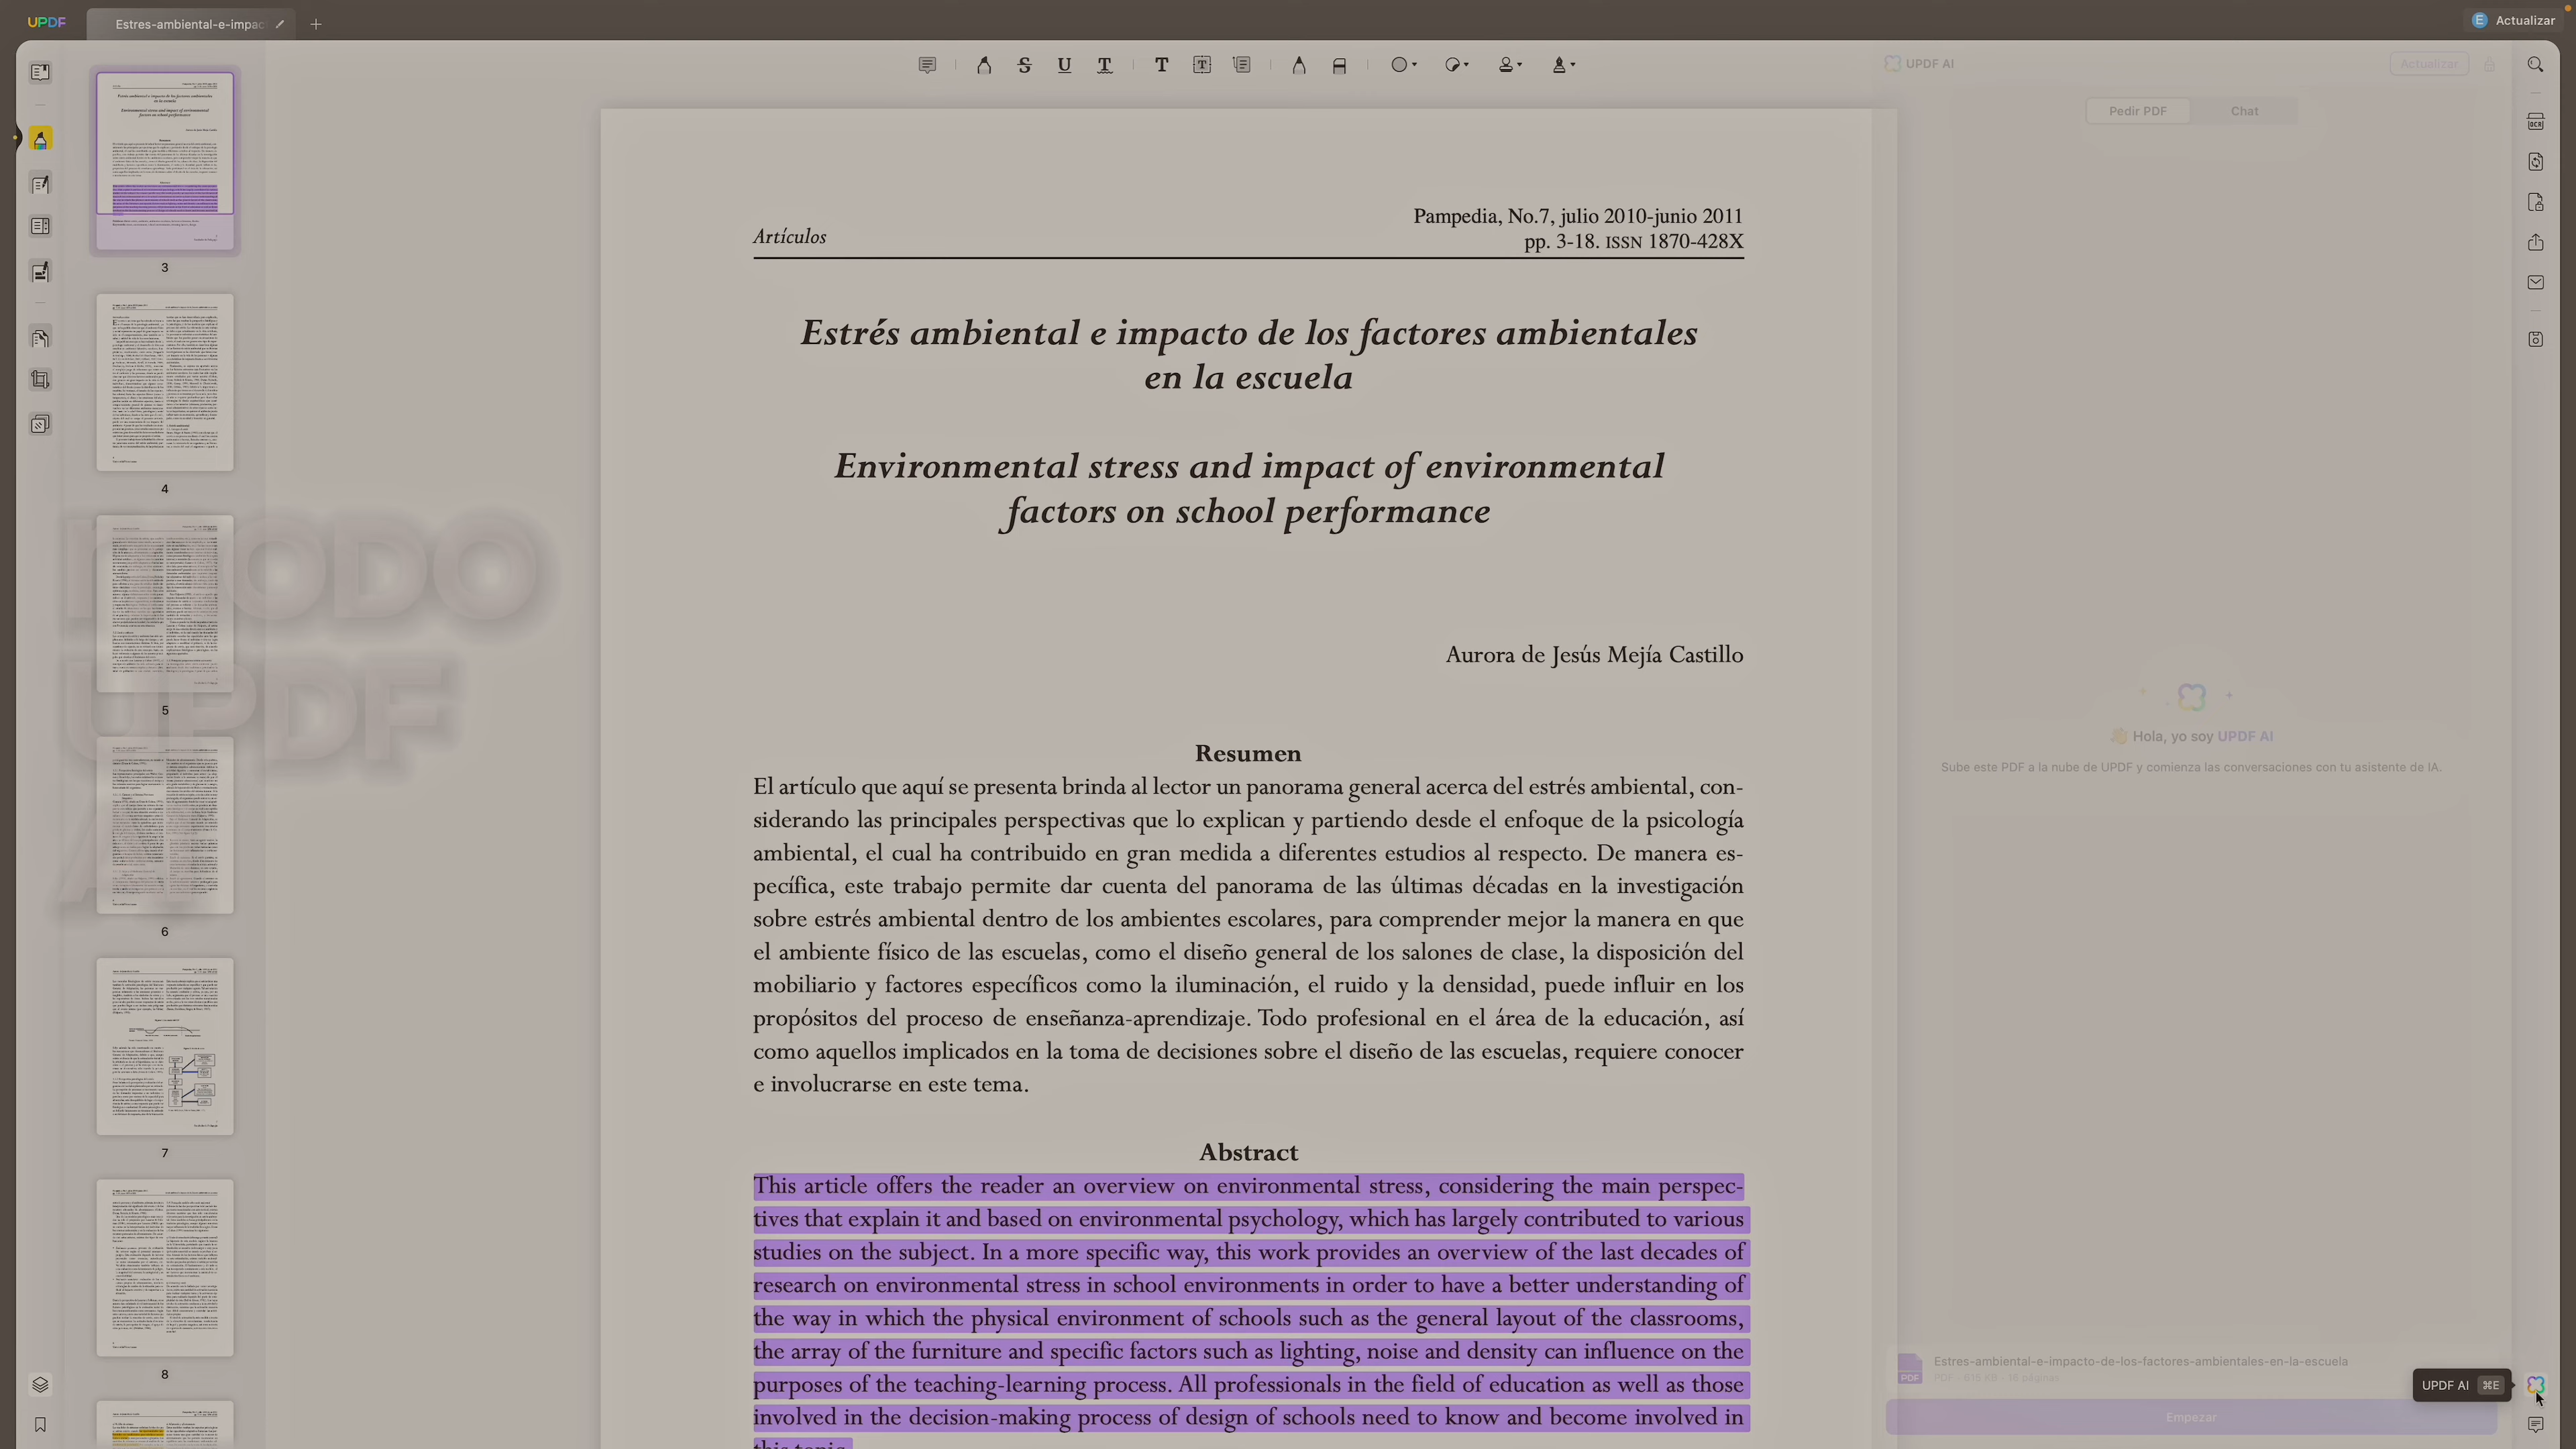 UPDF
Estres-ambiental-e-impac
Actualizar
UPDF AI
Actualizar
Pedir PDF
Chat
3
4
5
6
7
8
MODO
UPDF
Artículos
Pampedia, No.7, julio 2010-junio 2011
pp. 3-18. ISSN 1870-428X
Estrés ambiental e impacto de los factores ambientales
en la escuela
Environmental stress and impact of environmental
factors on school performance
Aurora de Jesús Mejía Castillo
Resumen
El artículo que aquí se presenta brinda al lector un panorama general acerca del estrés ambiental, con-
siderando las principales perspectivas que lo explican y partiendo desde el enfoque de la psicología
ambiental, el cual ha contribuido en gran medida a diferentes estudios al respecto. De manera es-
pecífica, este trabajo permite dar cuenta del panorama de las últimas décadas en la investigación
sobre estrés ambiental dentro de los ambientes escolares, para comprender mejor la manera en que
el ambiente físico de las escuelas, como el diseño general de los salones de clase, la disposición del
mobiliario y factores específicos como la iluminación, el ruido y la densidad, puede influir en los
propósitos del proceso de enseñanza-aprendizaje. Todo profesional en el área de la educación, así
como aquellos implicados en la toma de decisiones sobre el diseño de las escuelas, requiere conocer
e involucrarse en este tema.
Abstract
This article offers the reader an overview on environmental stress, considering the main perspec-
tives that explain it and based on environmental psychology, which has largely contributed to various
studies on the subject. In a more specific way, this work provides an overview of the last decades of
research on environmental stress in school environments in order to have a better understanding of
the way in which the physical environment of schools such as the general layout of the classrooms,
the array of the furniture and specific factors such as lighting, noise and density can influence on the
purposes of the teaching-learning process. All professionals in the field of education as well as those
involved in the decision-making process of design of schools need to know and become involved in
this topic.
👋 Hola, yo soy UPDF AI
Sube este PDF a la nube de UPDF y comienza las conversaciones con tu asistente de IA.
Estres-ambiental-e-impacto-de-los-factores-ambientales-en-la-escuela
PDF
PDF · 615 KB · 16 páginas
UPDF AI ⌘E
Empezar
OCR